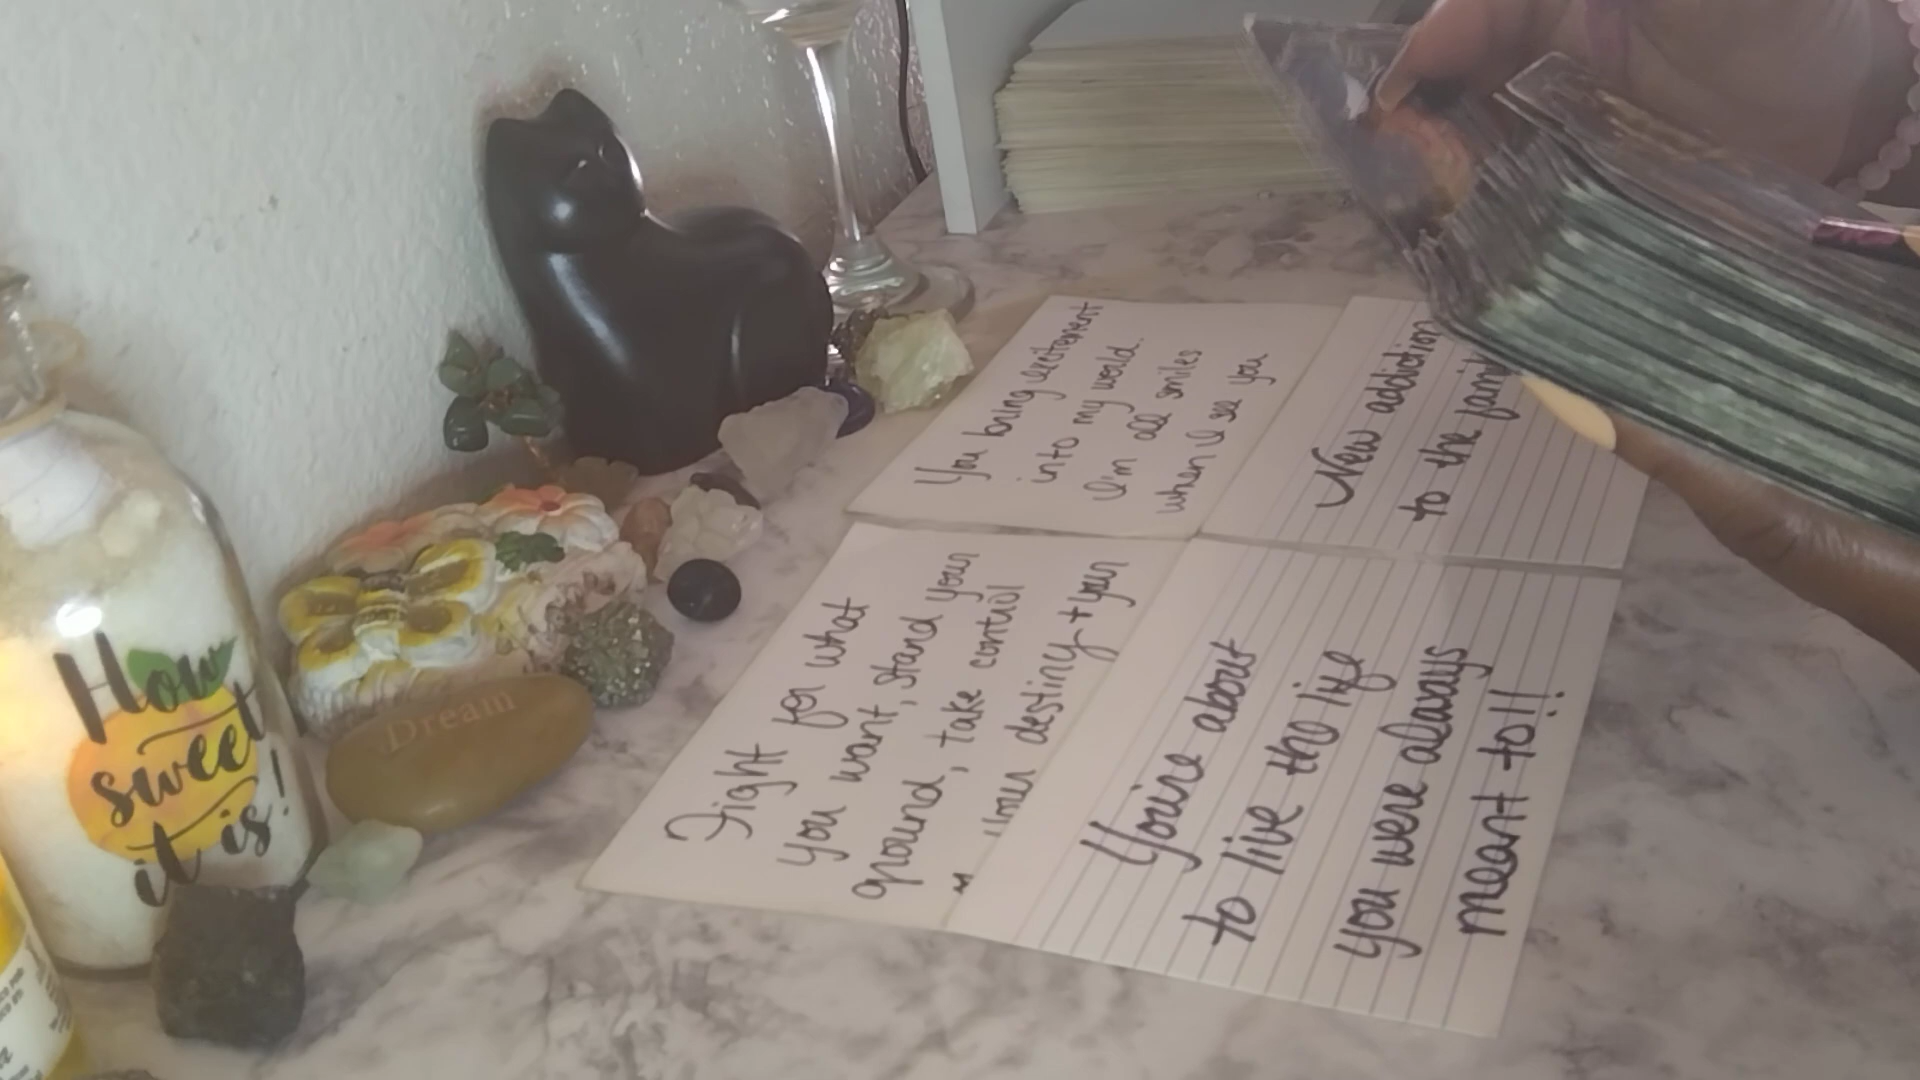 You bring excitement
into my world.
I'm all smiles
when I see you
New addiction
to the
Fight for what
you want, stand your
ground, take control
your destiny + your
You're about
to live the life
you were always
meant to!!
Dream
How
sweet
it is!